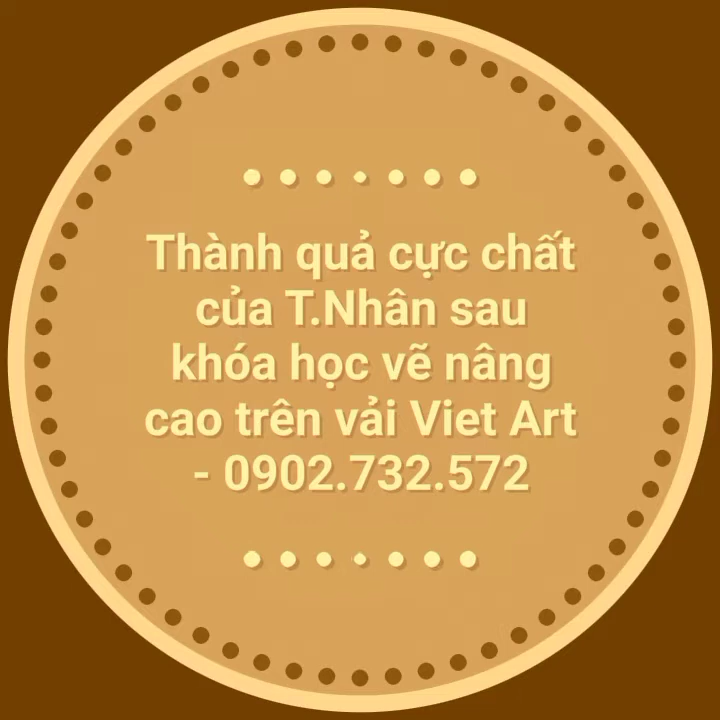 Thành quả cực chất
của T.Nhân sau
khóa học vẽ nâng
cao trên vải Viet Art
- 0902.732.572